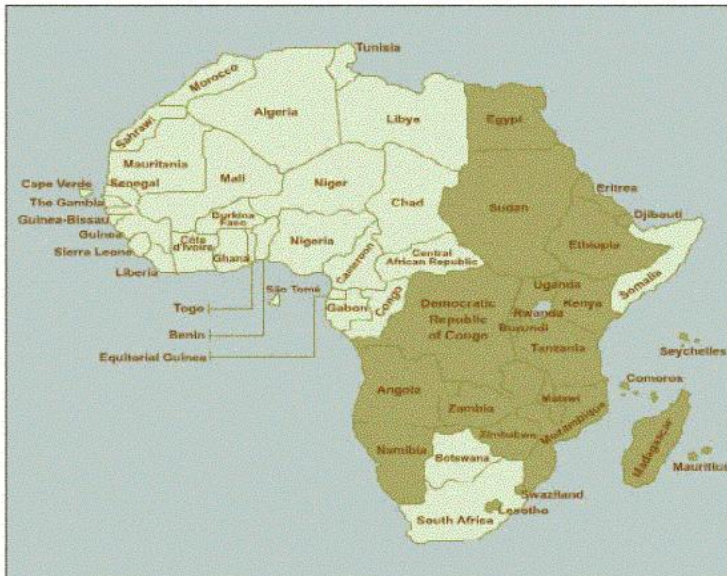 Tunisia
Morocco
Algeria
Libya
Egypt
Sahrawi
Mauritania
Mali
Niger
Chad
Sudan
Eritrea
Djibouti
Cape Verde
Senegal
The Gambia
Guinea-Bissau
Guinea
Sierra Leone
Liberia
Côte
d'Ivoire
Burkina
Faso
Ghana
Nigeria
Cameroon
Central
African Republic
Ethiopia
Somalia
Togo
Benin
Equitorial Guinea
São Tomé
Gabon
Congo
Democratic
Republic
of Congo
Uganda
Kenya
Rwanda
Burundi
Tanzania
Seychelles
Comoros
Angola
Zambia
Malawi
Mozambique
Zimbabwe
Namibia
Botswana
Madagascar
Mauritius
Swaziland
Lesotho
South Africa